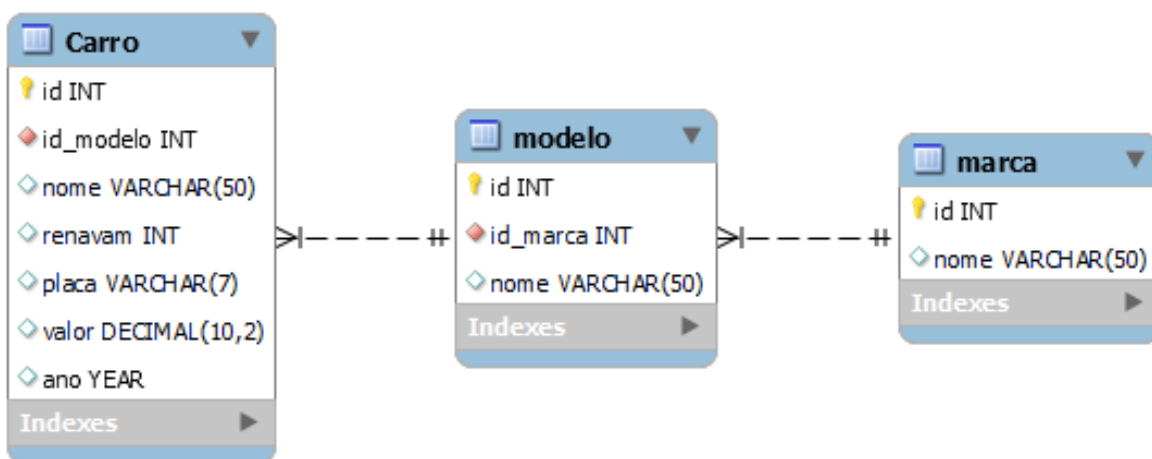 Carro
id INT
id_modelo INT
nome VARCHAR(50)
renavam INT
placa VARCHAR(7)
valor DECIMAL(10,2)
ano YEAR
Indexes
modelo
id INT
id_marca INT
nome VARCHAR(50)
Indexes
marca
id INT
nome VARCHAR(50)
Indexes